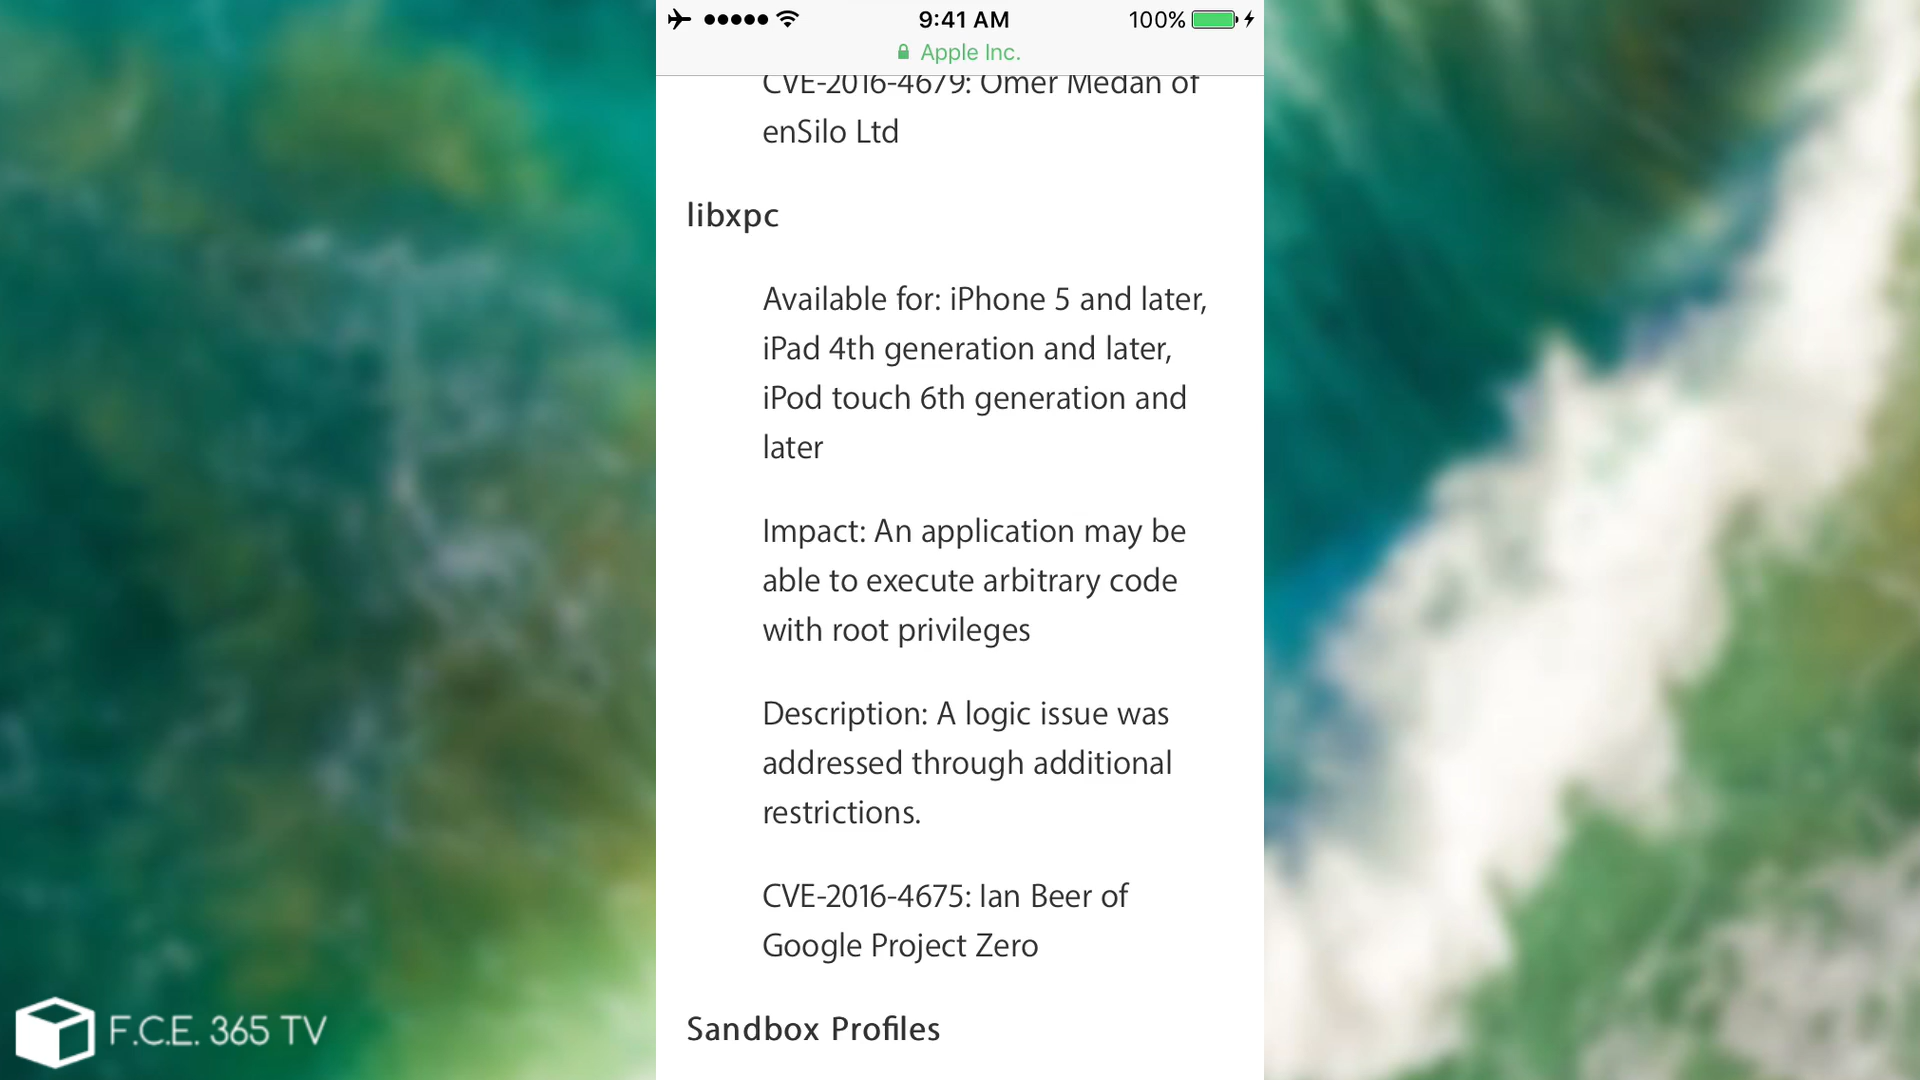 9:41 AM
100%
Apple Inc.
CVE-2016-4679: Omer Medan of
enSilo Ltd
libxpc
Available for: iPhone 5 and later,
iPad 4th generation and later,
iPod touch 6th generation and
later
Impact: An application may be
able to execute arbitrary code
with root privileges
Description: A logic issue was
addressed through additional
restrictions.
CVE-2016-4675: Ian Beer of
Google Project Zero
Sandbox Profiles
F.C.E. 365 TV